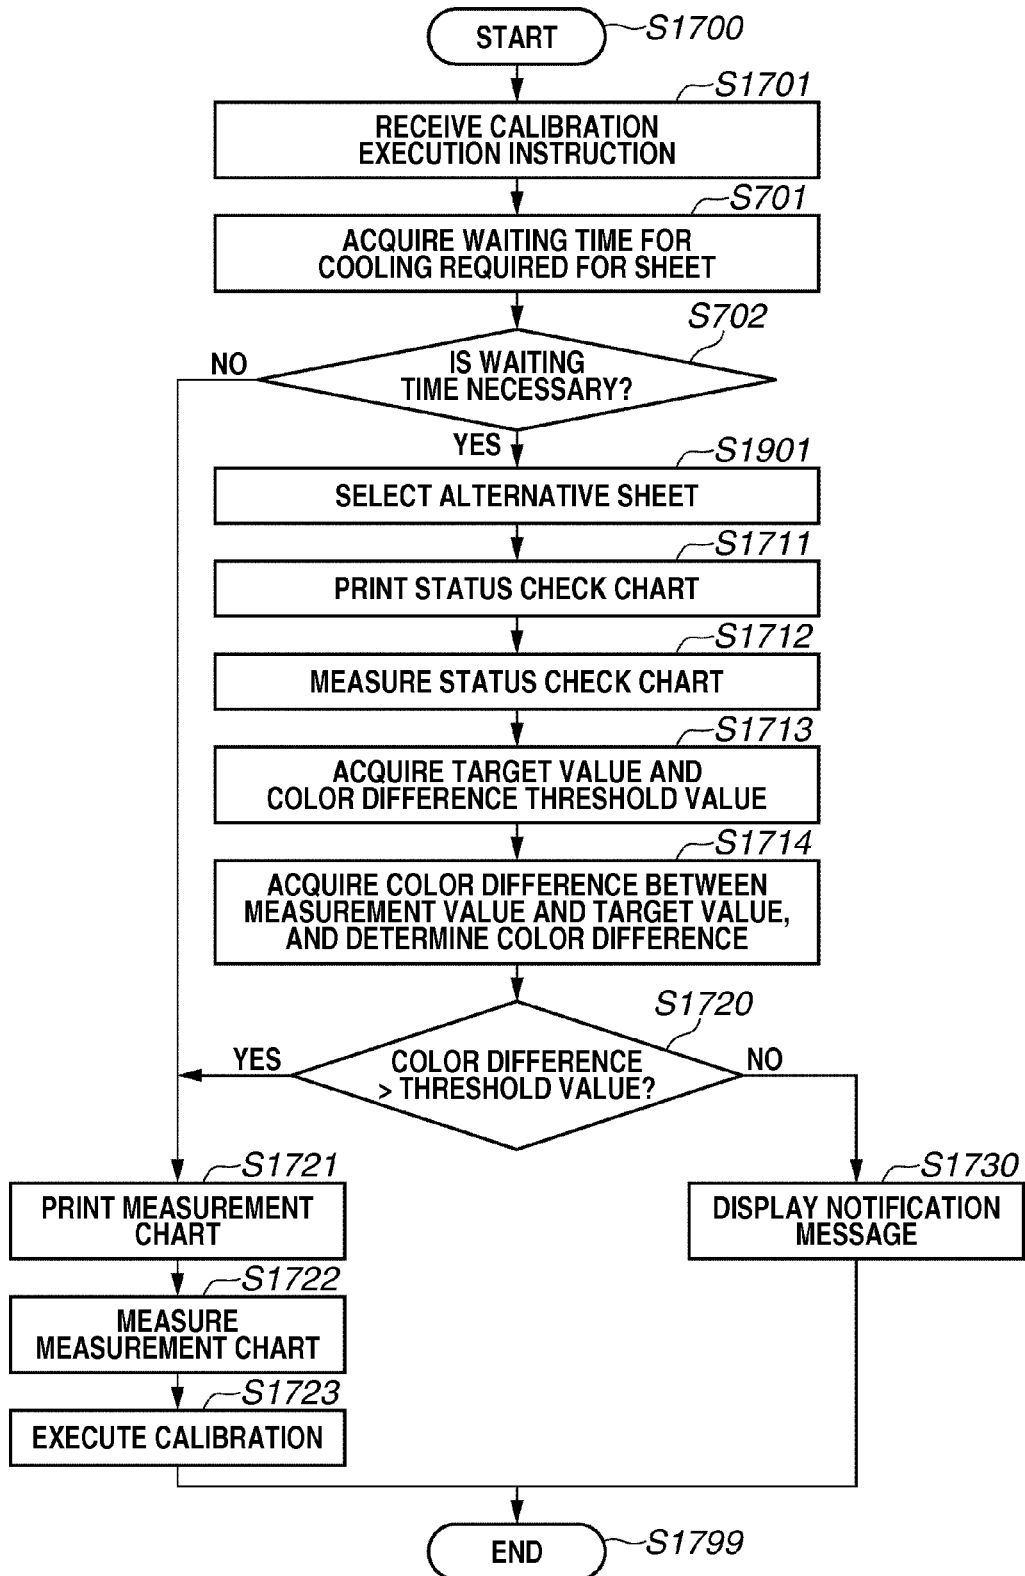 START
S1700
S1701
RECEIVE CALIBRATION
EXECUTION INSTRUCTION
S701
ACQUIRE WAITING TIME FOR
COOLING REQUIRED FOR SHEET
S702
NO
IS WAITING
TIME NECESSARY?
YES
S1901
SELECT ALTERNATIVE SHEET
S1711
PRINT STATUS CHECK CHART
S1712
MEASURE STATUS CHECK CHART
S1713
ACQUIRE TARGET VALUE AND
COLOR DIFFERENCE THRESHOLD VALUE
S1714
ACQUIRE COLOR DIFFERENCE BETWEEN
MEASUREMENT VALUE AND TARGET VALUE,
AND DETERMINE COLOR DIFFERENCE
S1720
YES
COLOR DIFFERENCE
> THRESHOLD VALUE?
NO
S1721
PRINT MEASUREMENT
CHART
S1730
DISPLAY NOTIFICATION
MESSAGE
S1722
MEASURE
MEASUREMENT CHART
S1723
EXECUTE CALIBRATION
END
S1799